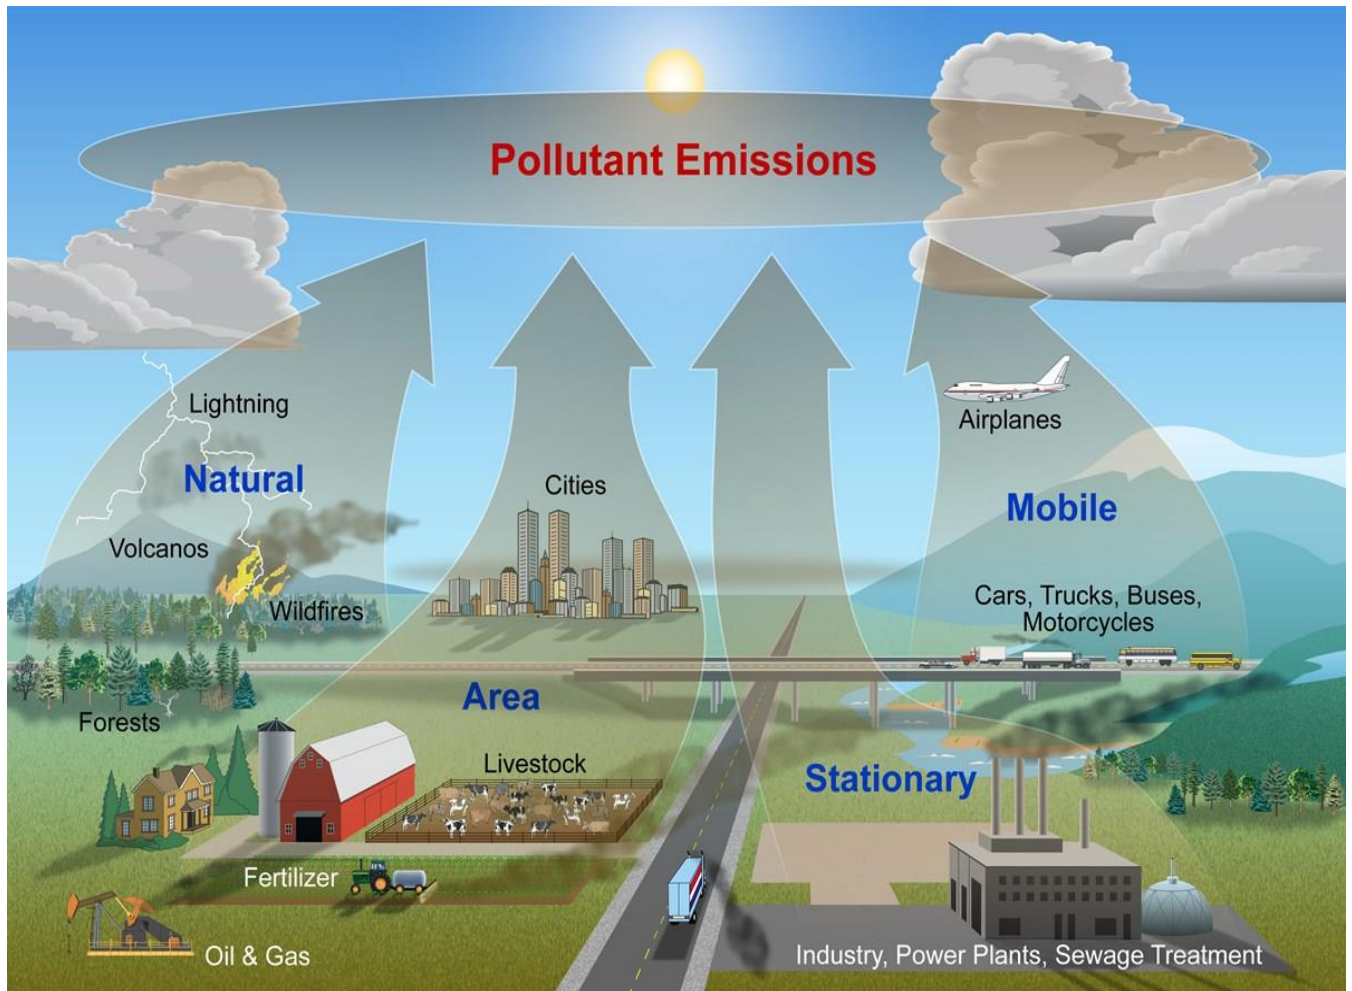 Pollutant Emissions
Lightning
Natural
Volcanos
Wildfires
Forests
Cities
Area
Livestock
Fertilizer
Oil & Gas
Airplanes
Mobile
Cars, Trucks, Buses,
Motorcycles
Stationary
Industry, Power Plants, Sewage Treatment